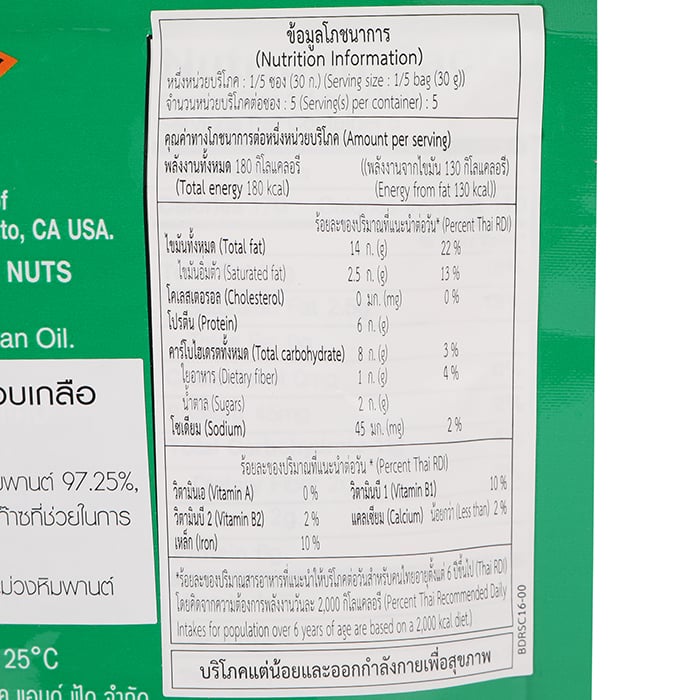 ข้อมูลโภชนาการ
(Nutrition Information)
หนึ่งหน่วยบริโภค : 1/5 ซอง (30 ก.) (Serving size : 1/5 bag (30 g))
จำนวนหน่วยบริโภคต่อซอง : 5 (Serving(s) per container) : 5
คุณค่าทางโภชนาการต่อหนึ่งหน่วยบริโภค (Amount per serving)
พลังงานทั้งหมด 180 กิโลแคลอรี ((พลังงานจากไขมัน 130 กิโลแคลอรี)
(Total energy 180 kcal) (Energy from fat 130 kcal))
ร้อยละของปริมาณที่แนะนำต่อวัน* (Percent Thai RDI)
ไขมันทั้งหมด (Total fat) 14 ก.(g) 22 %
ไขมันอิ่มตัว (Saturated fat) 2.5 ก.(g) 13 %
โคเลสเตอรอล (Cholesterol) 0 มก.(mg) 0 %
โปรตีน (Protein) 6 ก.(g)
คาร์โบไฮเดรตทั้งหมด (Total carbohydrate) 8 ก.(g) 3 %
ใยอาหาร (Dietary fiber) 1 ก.(g) 4 %
น้ำตาล (Sugars) 2 ก.(g)
โซเดียม (Sodium) 45 มก.(mg) 2 %
ร้อยละของปริมาณที่แนะนำต่อวัน * (Percent Thai RDI)
วิตามินเอ (Vitamin A) 0 % วิตามินบี 1 (Vitamin B1) 10 %
วิตามินบี 2 (Vitamin B2) 2 % แคลเซียม (Calcium) น้อยกว่า (Less than) 2 %
เหล็ก (Iron) 10 %
*ร้อยละของปริมาณสารอาหารที่แนะนำให้บริโภคต่อวันสำหรับคนไทยอายุตั้งแต่ 6 ปีขึ้นไป (Thai RDI)
โดยคิดจากความต้องการพลังงานวันละ 2,000 กิโลแคลอรี (Percent Thai Recommended Daily
Intakes for population over 6 years of age are based on a 2,000 kcal diet.)
บริโภคแต่น้อยและออกกำลังกายเพื่อสุขภาพ
BDRSC16-00
of
to, CA USA.
NUTS
an Oil.
อบเกลือ
มพานต์ 97.25%,
ก๊าซที่ช่วยในการ
ะม่วงหิมพานต์
25°C
ค แอนด์ ฟู้ด จำกัด